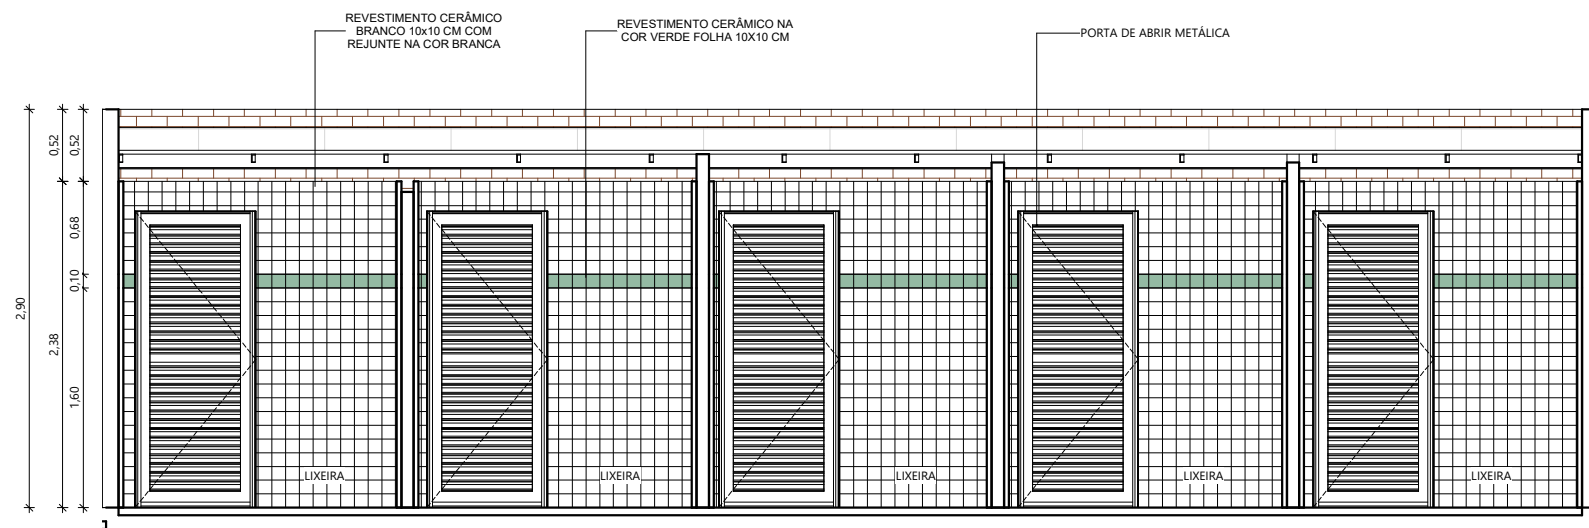 REVESTIMENTO CERÂMICO
BRANCO 10x10 CM COM
REJUNTE NA COR BRANCA
REVESTIMENTO CERÂMICO NA
COR VERDE FOLHA 10X10 CM
PORTA DE ABRIR METÁLICA
2,90
0,52
2,38
0,52
0,68
0,10
1,60
LIXEIRA
LIXEIRA
LIXEIRA
LIXEIRA
LIXEIRA